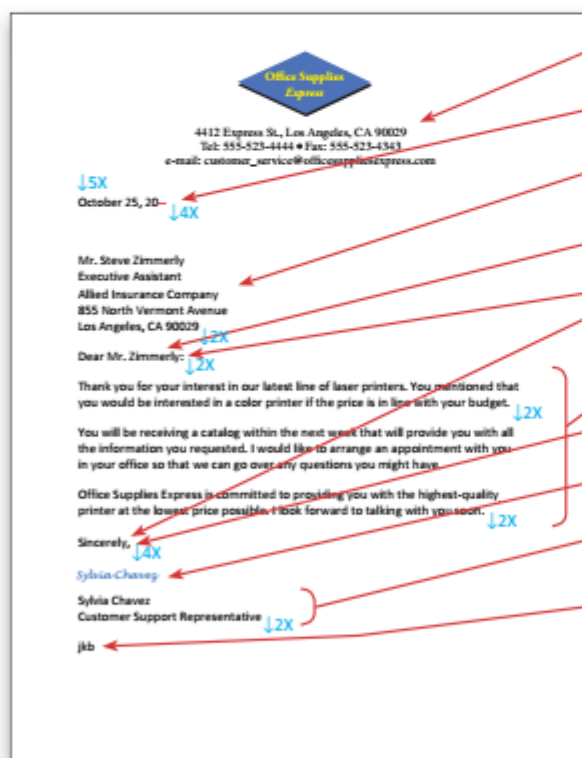 Office Supplies
Express
4412 Express St., Los Angeles, CA 90029
Tel: 555-523-4444 • Fax: 555-523-4343
e-mail: customer_service@officesuppliesexpress.com
↓5X
October 25, 20--
↓4X
Mr. Steve Zimmerly
Executive Assistant
Allied Insurance Company
855 North Vermont Avenue
Los Angeles, CA 90029 ↓2X
Dear Mr. Zimmerly: ↓2X
Thank you for your interest in our latest line of laser printers. You mentioned that
you would be interested in a color printer if the price is in line with your budget. ↓2X
You will be receiving a catalog within the next week that will provide you with all
the information you requested. I would like to arrange an appointment with you
in your office so that we can go over any questions you might have.
Office Supplies Express is committed to providing you with the highest-quality
printer at the lowest price possible. I look forward to talking with you soon. ↓2X
Sincerely, ↓4X
Sylvia Chavez
Sylvia Chavez
Customer Support Representative ↓2X
jkb